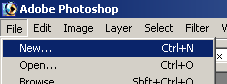 Adobe Photoshop
File Edit Image Layer Select Filter
New... Ctrl+N
Open... Ctrl+O
Browse... Shft+Ctrl+O